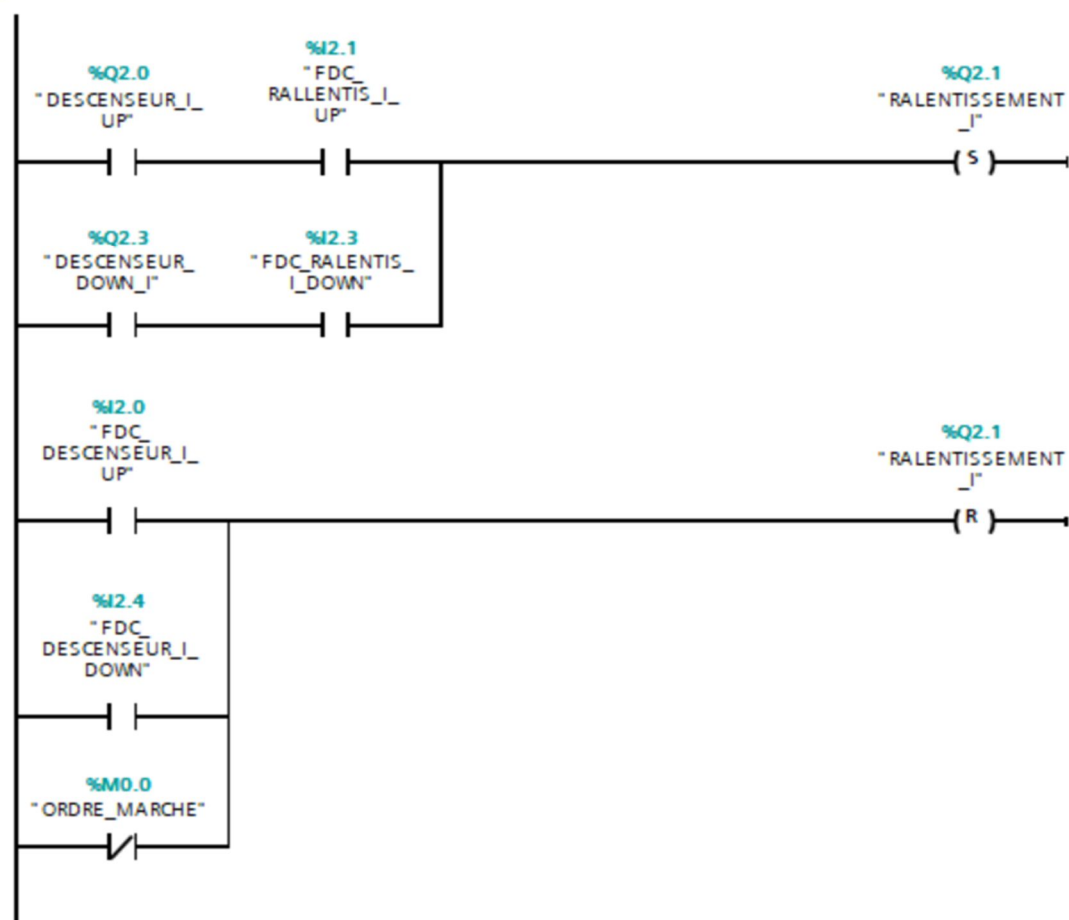 %Q2.0
"DESCENSEUR_I_
UP"
%I2.1
"FDC_
RALLENTIS_I_
UP"
%Q2.1
"RALENTISSEMENT
_I"
( S )
%Q2.3
"DESCENSEUR_
DOWN_I"
%I2.3
"FDC_RALENTIS_
I_DOWN"
%I2.0
"FDC_
DESCENSEUR_I_
UP"
%Q2.1
"RALENTISSEMENT
_I"
( R )
%I2.4
"FDC_
DESCENSEUR_I_
DOWN"
%M0.0
"ORDRE_MARCHE"